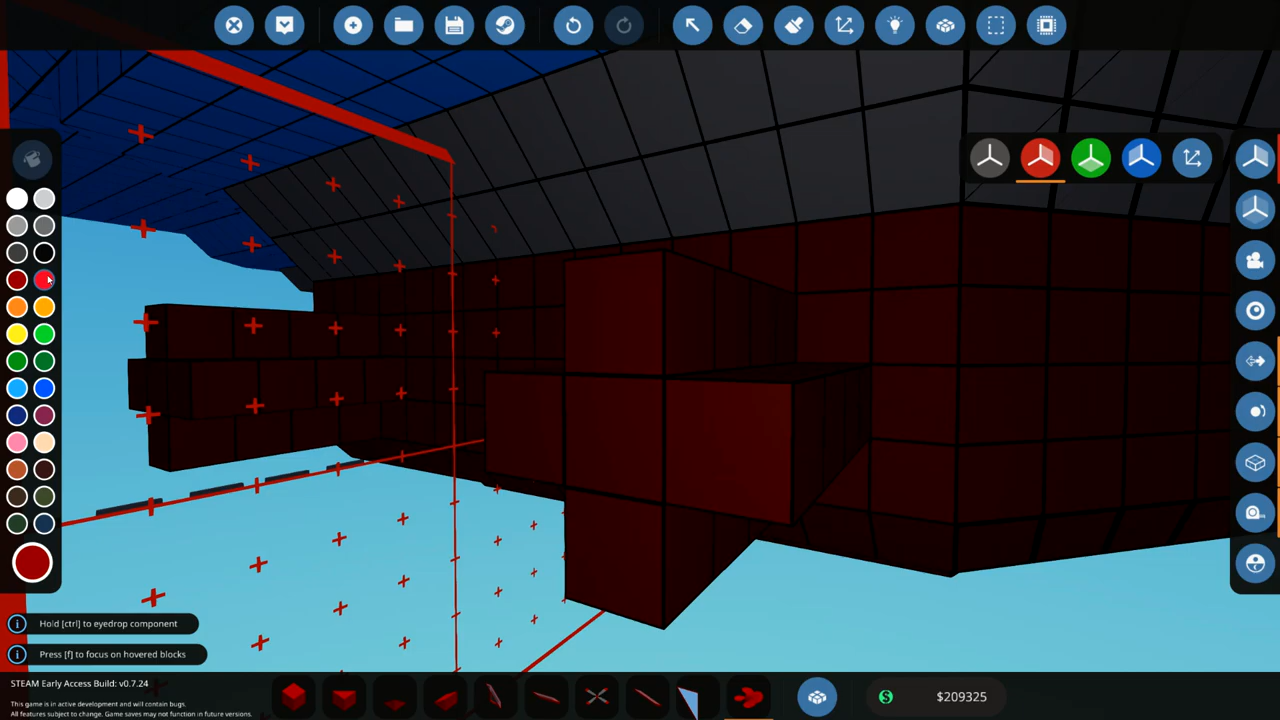 Hold [ctrl] to eyedrop component
Press [f] to focus on hovered blocks
STEAM Early Access Build: v0.7.24
This game is in active development and will contain bugs.
All features subject to change. Game saves may not function in future versions.
$209325